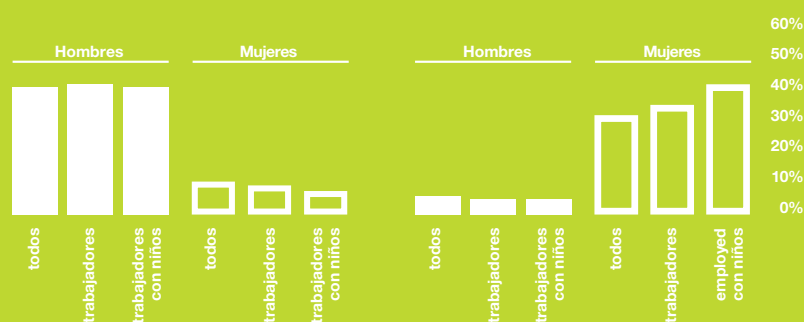 60%
Hombres Mujeres Hombres Mujeres 50%
40%
30%
20%
10%
0%
todos
trabajadores
trabajadores
con niños
todos
trabajadores
trabajadores
con niños
todos
trabajadores
trabajadores
con niños
todos
trabajadores
employed
con niños